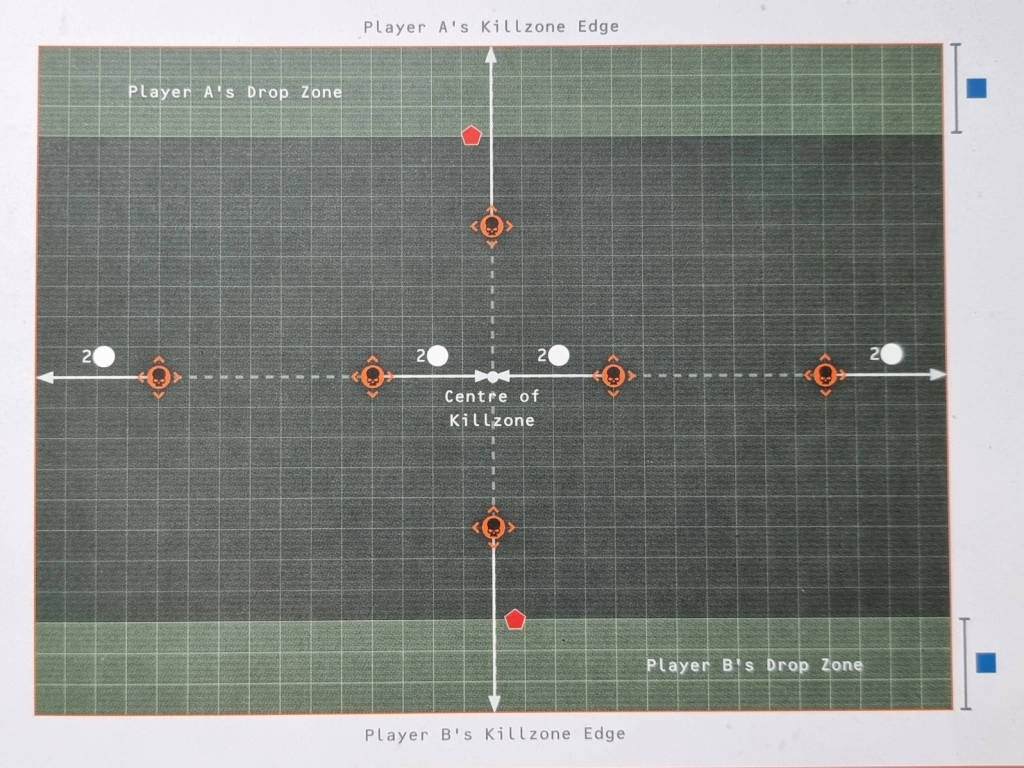 Player A's Killzone Edge
Player A's Drop Zone
2
2
2
2
Centre of
Killzone
Player B's Drop Zone
Player B's Killzone Edge